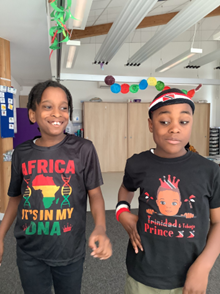 AFRICA
IT'S IN MY
DNA
Trinidad & Tobago
Prince